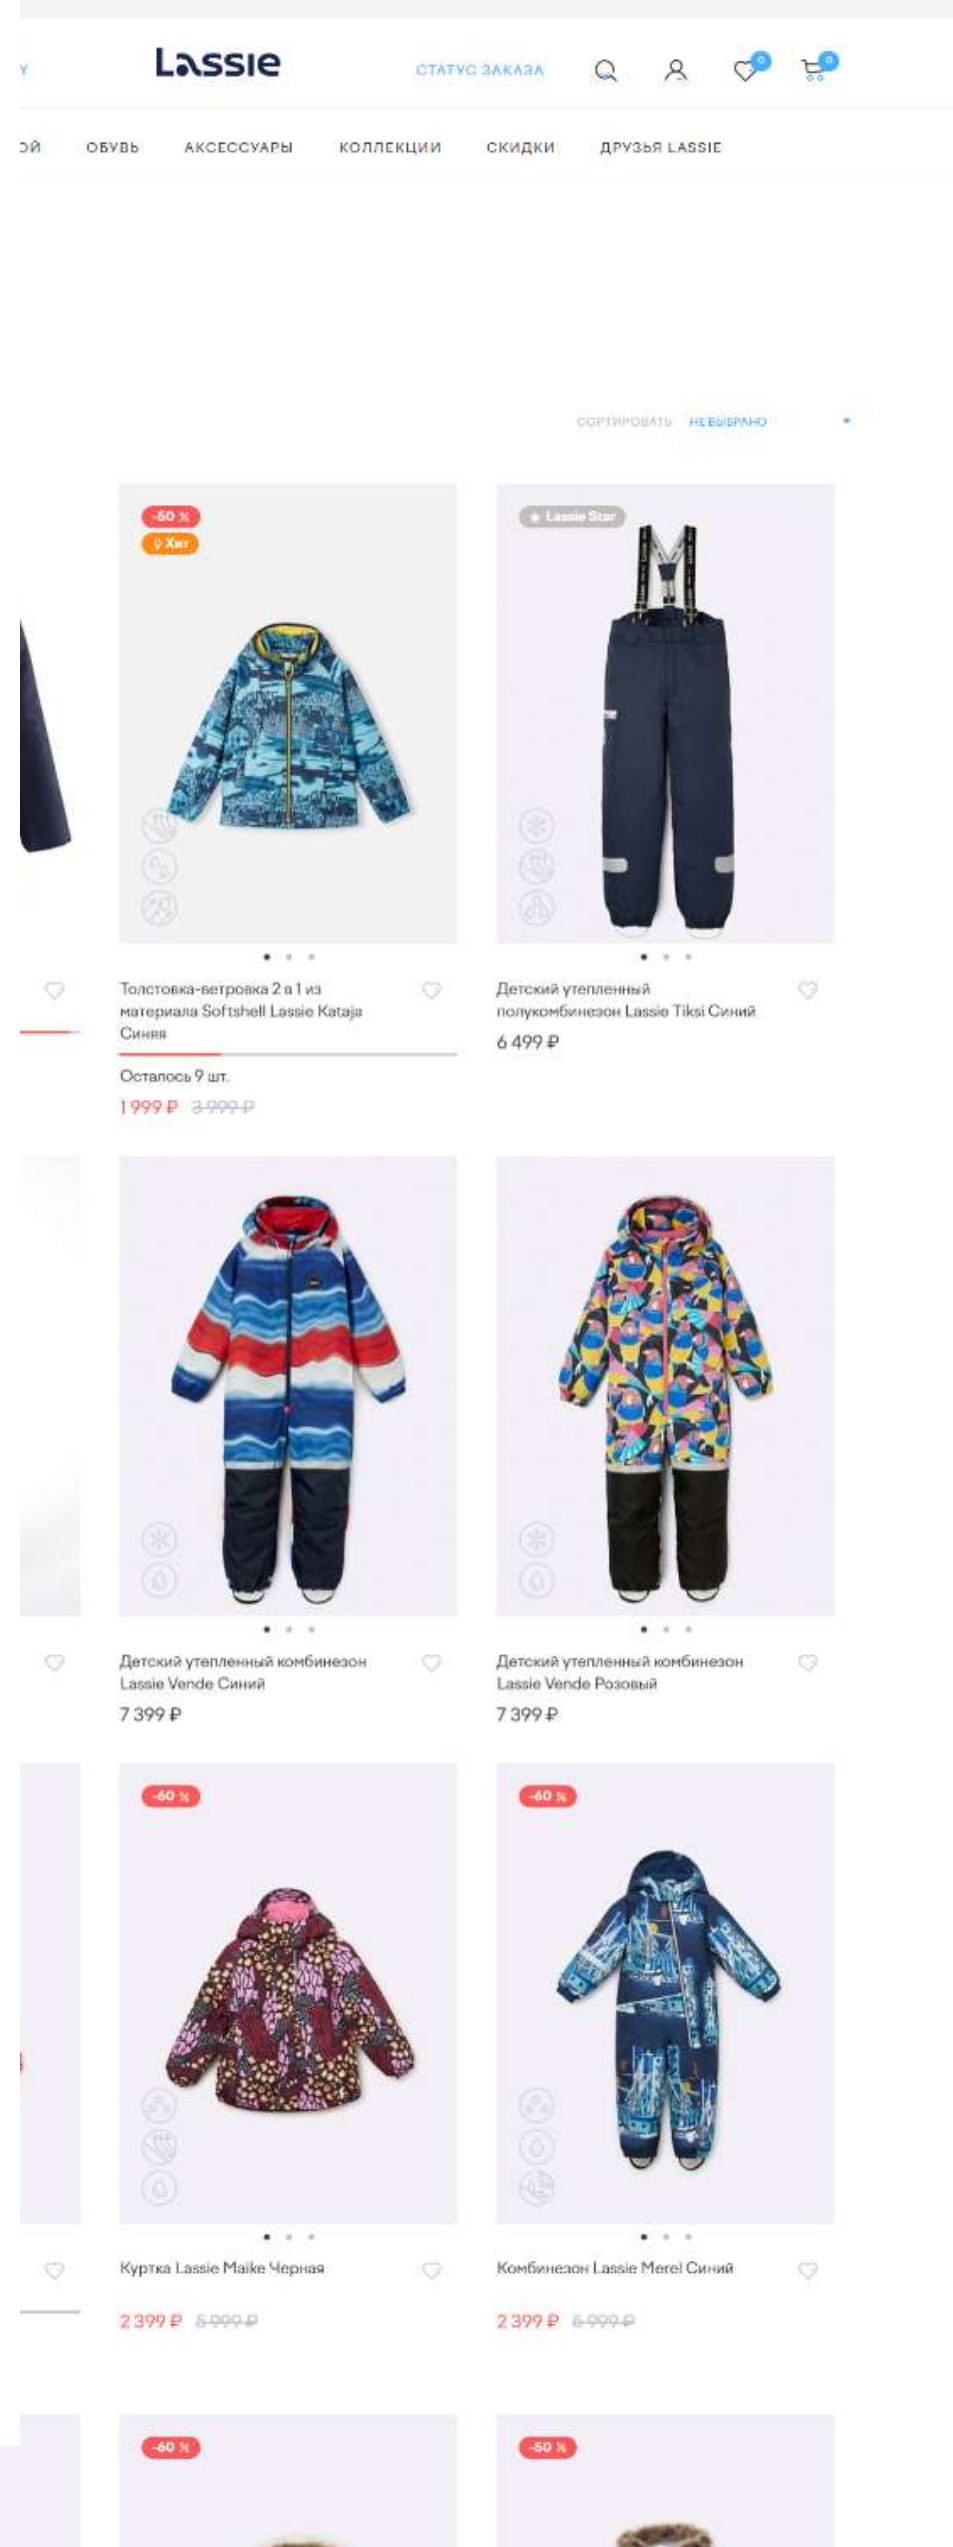 Lassie
СТАТУС ЗАКАЗА
0
0
ОЙ ОБУВЬ АКСЕССУАРЫ КОЛЛЕКЦИИ СКИДКИ ДРУЗЬЯ LASSIE
СОРТИРОВАТЬ НЕ ВЫБРАНО
-50 %
Хит
Lassie Star
Толстовка-ветровка 2 в 1 из
материала Softshell Lassie Kataja
Синяя
Осталось 9 шт.
1 999 ₽ 3 999 ₽
Детский утепленный
полукомбинезон Lassie Tiksi Синий
6 499 ₽
Детский утепленный комбинезон
Lassie Vende Синий
7 399 ₽
Детский утепленный комбинезон
Lassie Vende Розовый
7 399 ₽
-60 %
-60 %
Куртка Lassie Maike Черная
2 399 ₽ 5 999 ₽
Комбинезон Lassie Merel Синий
2 399 ₽ 5 999 ₽
-60 %
-50 %